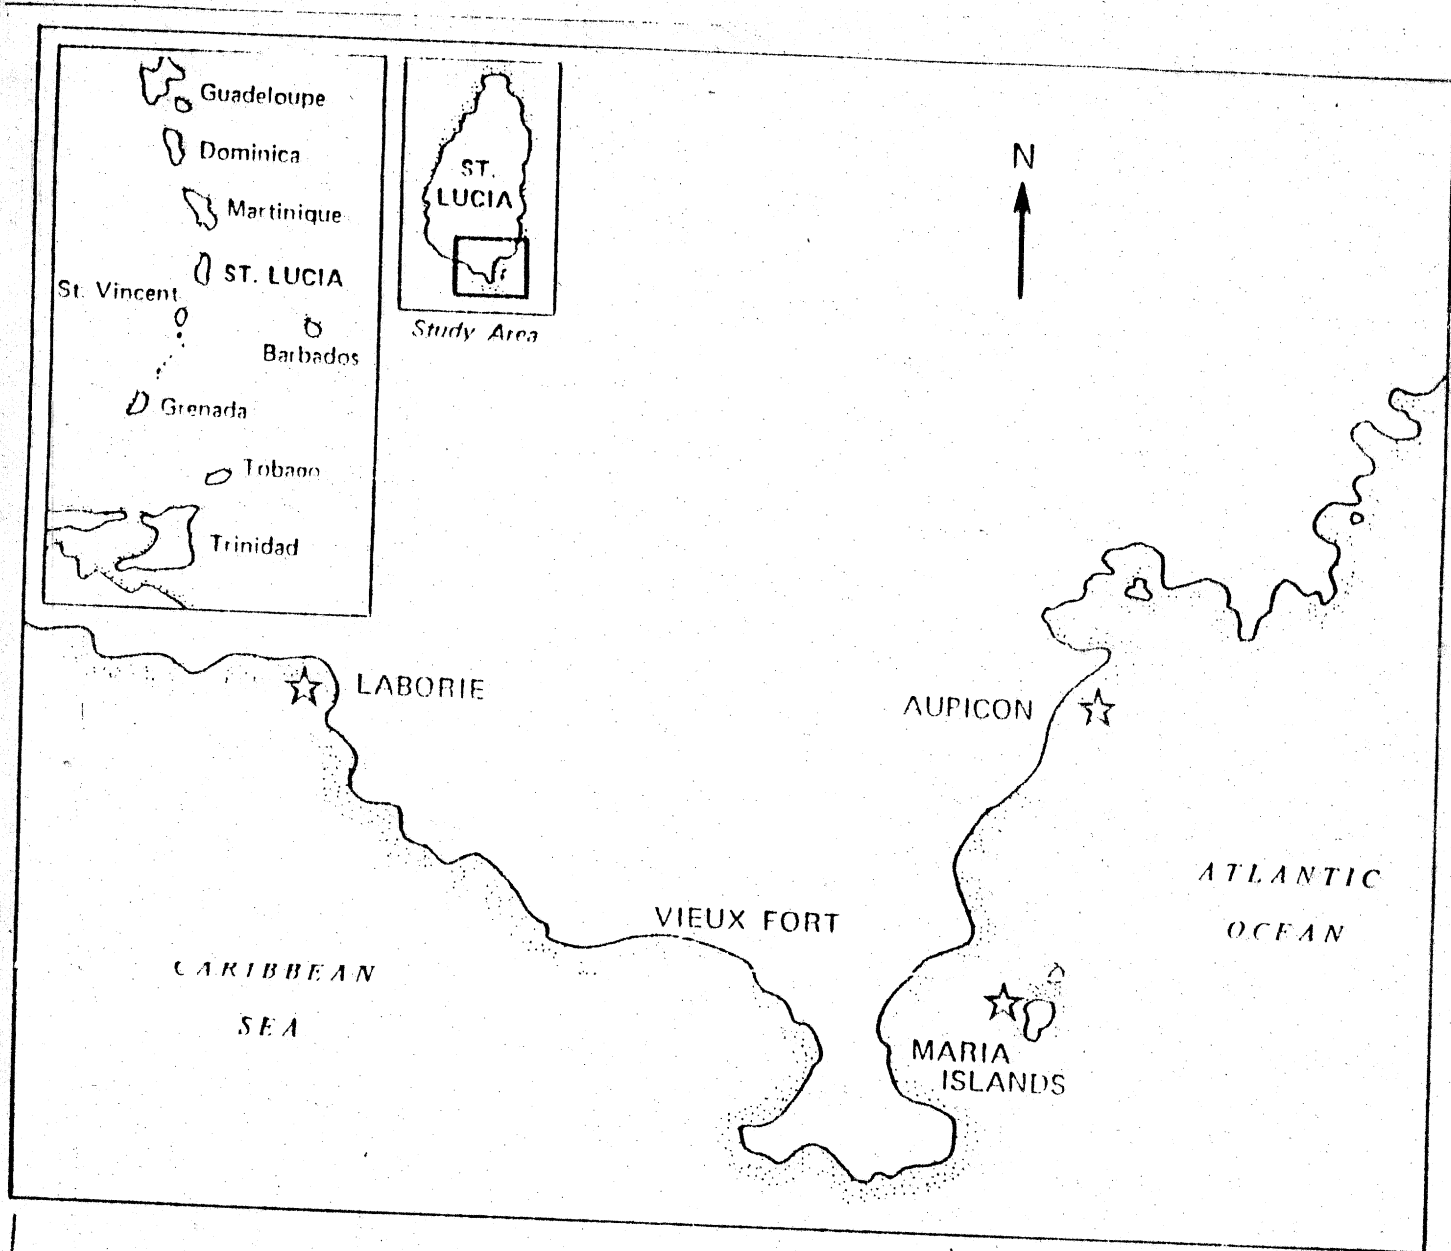 Guadeloupe
Dominica
Martinique
ST. LUCIA
St. Vincent
Barbados
Grenada
Tobago
Trinidad
ST.
LUCIA
Study Area
N
LABORIE
AUPICON
VIEUX FORT
ATLANTIC
OCEAN
CARIBBEAN
SEA
MARIA
ISLANDS